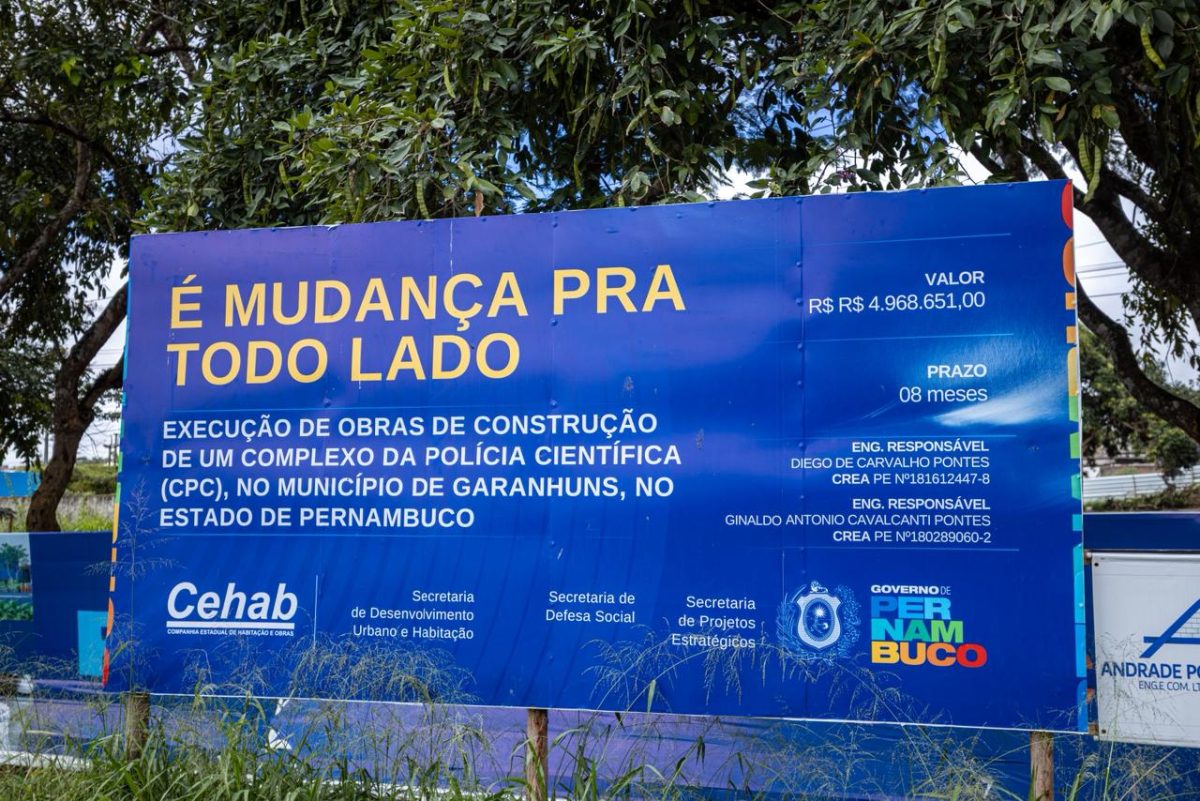 É MUDANÇA PRA
TODO LADO
EXECUÇÃO DE OBRAS DE CONSTRUÇÃO
DE UM COMPLEXO DA POLÍCIA CIENTÍFICA
(CPC), NO MUNICÍPIO DE GARANHUNS, NO
ESTADO DE PERNAMBUCO
VALOR
R$ R$ 4.968.651,00
PRAZO
08 meses
ENG. RESPONSÁVEL
DIEGO DE CARVALHO PONTES
CREA PE Nº181612447-8
ENG. RESPONSÁVEL
GINALDO ANTONIO CAVALCANTI PONTES
CREA PE Nº180289060-2
Cehab
COMPANHIA ESTADUAL DE HABITAÇÃO E OBRAS
Secretaria
de Desenvolvimento
Urbano e Habitação
Secretaria de
Defesa Social
Secretaria
de Projetos
Estratégicos
GOVERNO DE
PER
NAM
BUCO
ANDRADE PO
ENG.E COM. LT